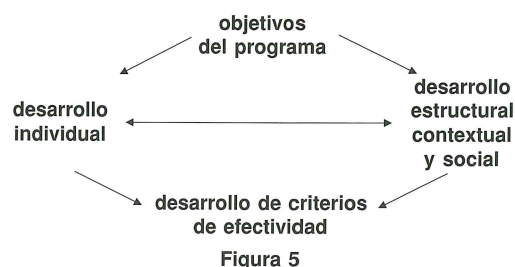 objetivos
del programa
desarrollo
individual
desarrollo
estructural
contextual
y social
desarrollo de criterios
de efectividad
Figura 5